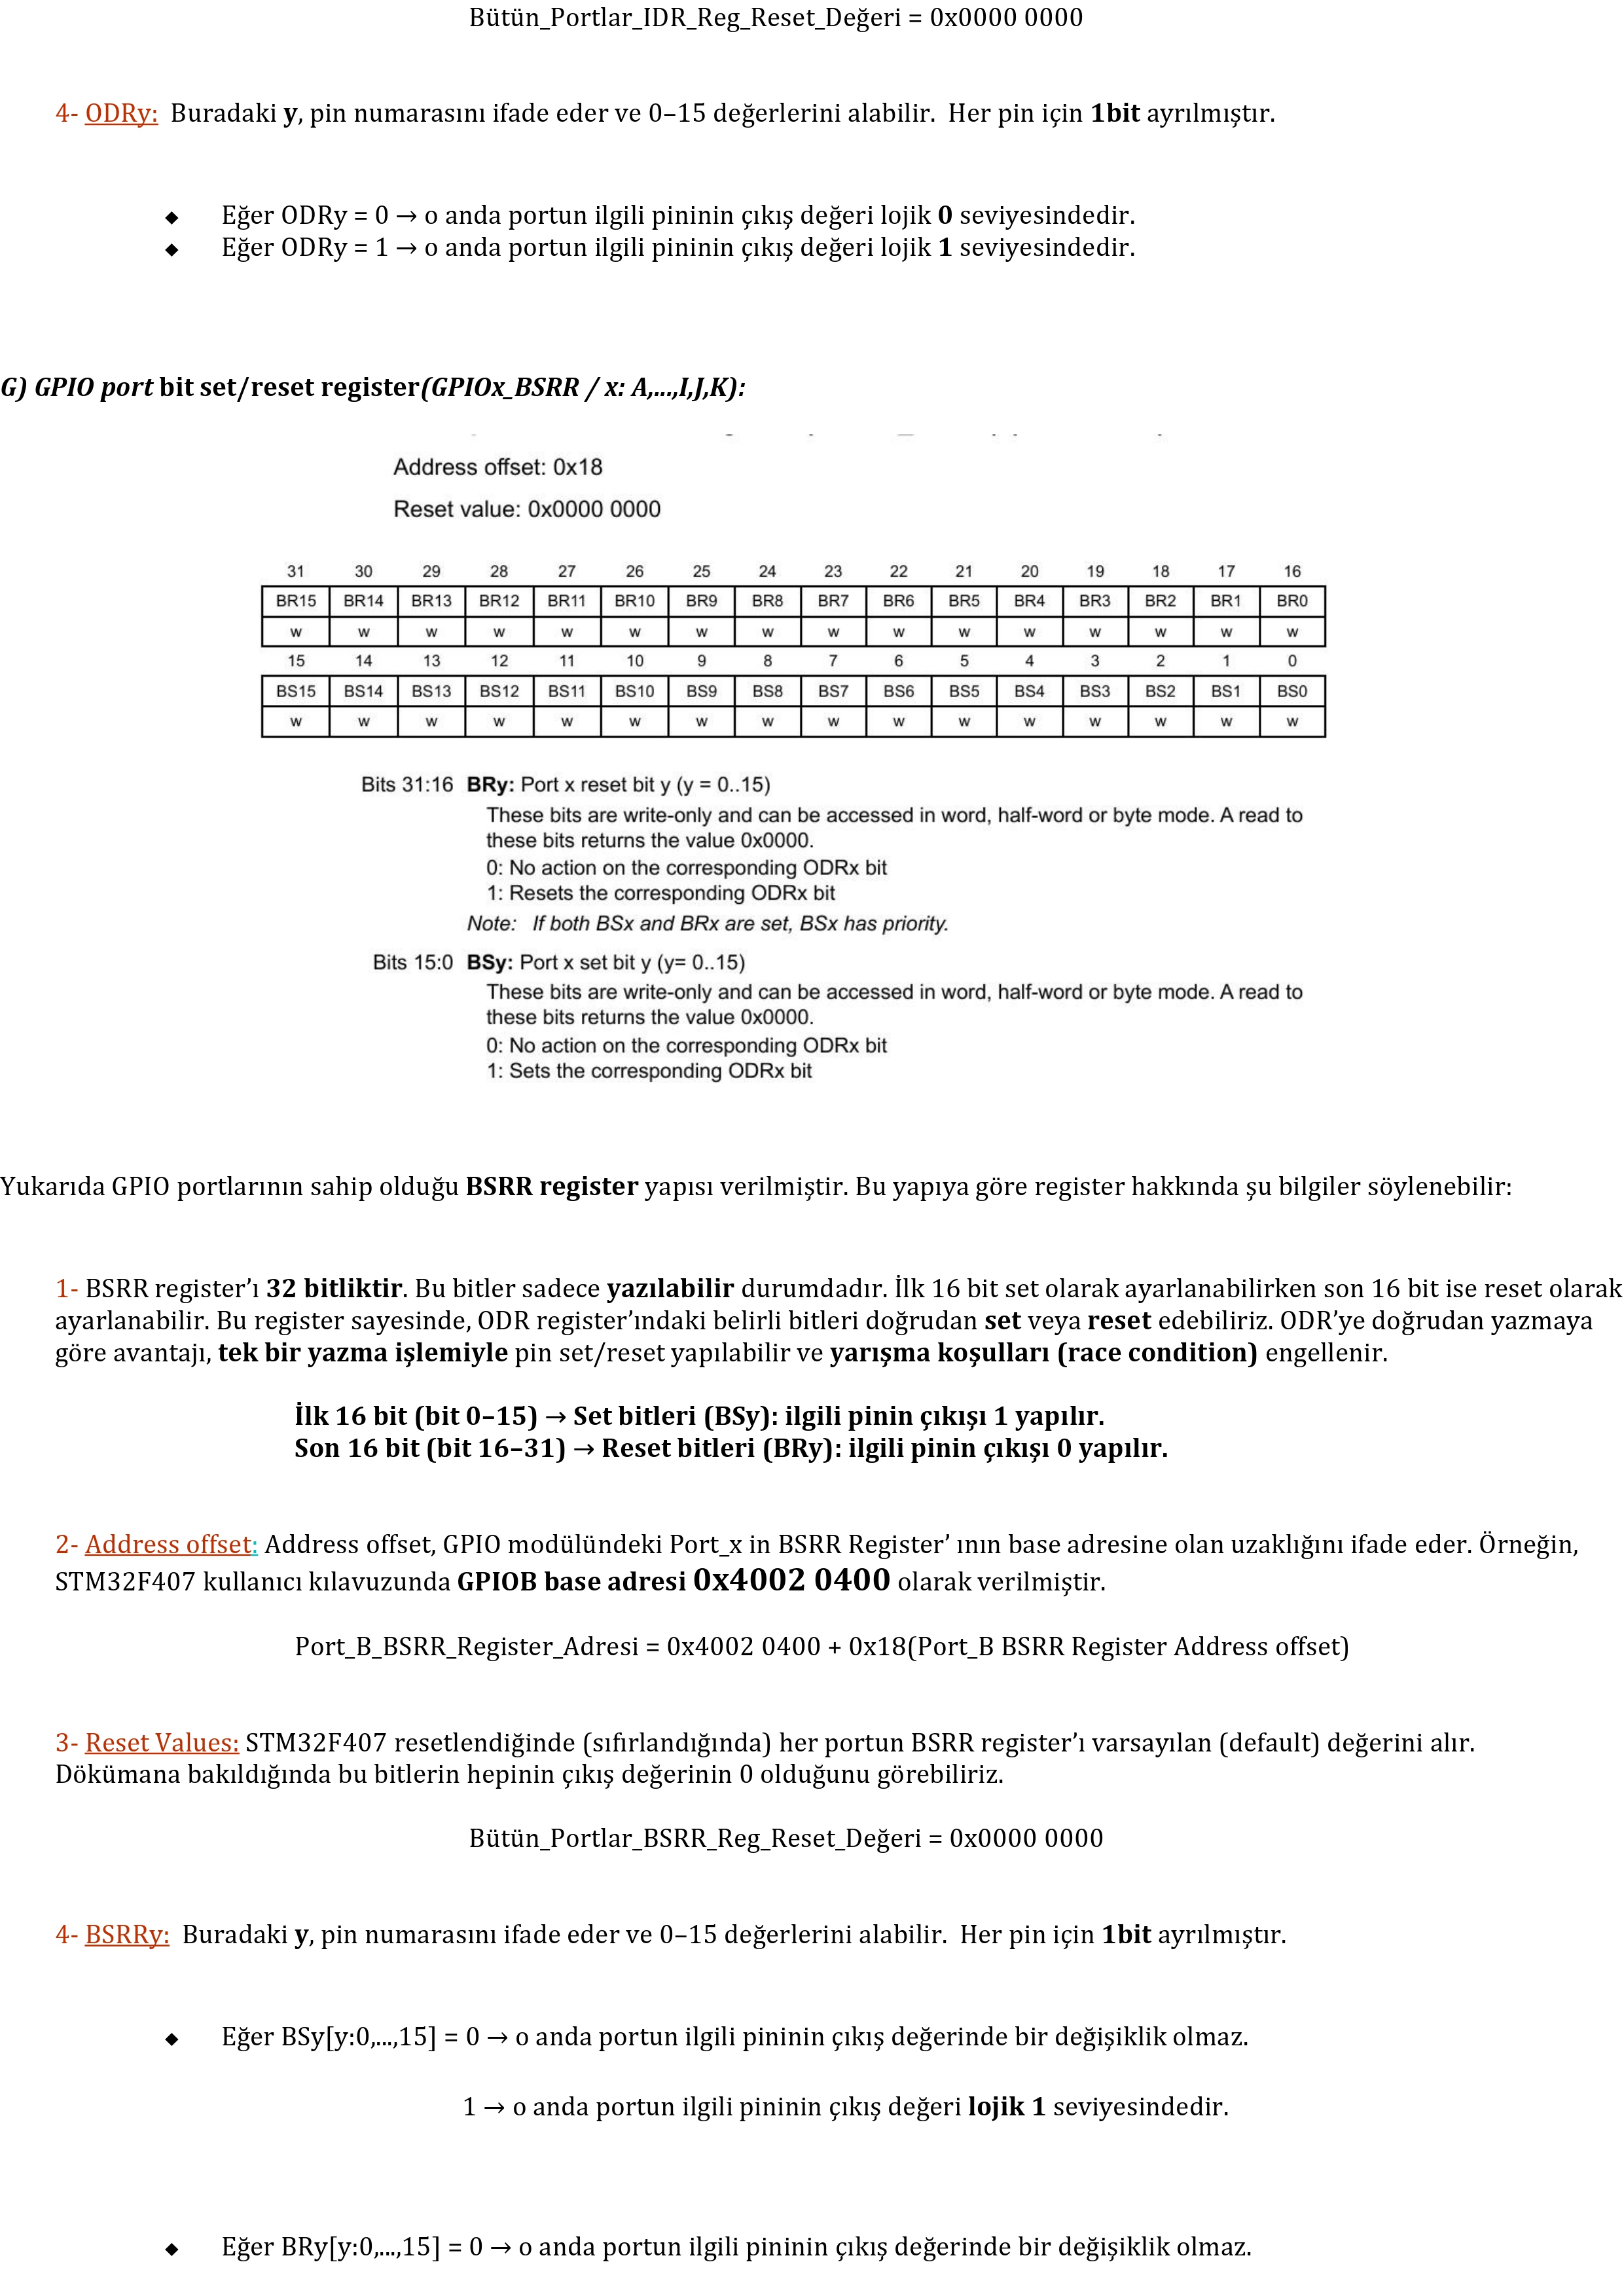 Bütün_Portlar_IDR_Reg_Reset_Değeri = 0x0000 0000
4- ODRy: Buradaki y, pin numarasını ifade eder ve 0–15 değerlerini alabilir. Her pin için 1bit ayrılmıştır.
◆ Eğer ODRy = 0 → o anda portun ilgili pininin çıkış değeri lojik 0 seviyesindedir.
◆ Eğer ODRy = 1 → o anda portun ilgili pininin çıkış değeri lojik 1 seviyesindedir.
G) GPIO port bit set/reset register(GPIOx_BSRR / x: A,...,I,J,K):
Address offset: 0x18
Reset value: 0x0000 0000
31 30 29 28 27 26 25 24 23 22 21 20 19 18 17 16
BR15 BR14 BR13 BR12 BR11 BR10 BR9 BR8 BR7 BR6 BR5 BR4 BR3 BR2 BR1 BR0
w w w w w w w w w w w w w w w w
15 14 13 12 11 10 9 8 7 6 5 4 3 2 1 0
BS15 BS14 BS13 BS12 BS11 BS10 BS9 BS8 BS7 BS6 BS5 BS4 BS3 BS2 BS1 BS0
w w w w w w w w w w w w w w w w
Bits 31:16 BRy: Port x reset bit y (y = 0..15)
These bits are write-only and can be accessed in word, half-word or byte mode. A read to
these bits returns the value 0x0000.
0: No action on the corresponding ODRx bit
1: Resets the corresponding ODRx bit
Note: If both BSx and BRx are set, BSx has priority.
Bits 15:0 BSy: Port x set bit y (y= 0..15)
These bits are write-only and can be accessed in word, half-word or byte mode. A read to
these bits returns the value 0x0000.
0: No action on the corresponding ODRx bit
1: Sets the corresponding ODRx bit
Yukarıda GPIO portlarının sahip olduğu BSRR register yapısı verilmiştir. Bu yapıya göre register hakkında şu bilgiler söylenebilir:
1- BSRR register’ı 32 bitliktir. Bu bitler sadece yazılabilir durumdadır. İlk 16 bit set olarak ayarlanabilirken son 16 bit ise reset olarak
ayarlanabilir. Bu register sayesinde, ODR register’ındaki belirli bitleri doğrudan set veya reset edebiliriz. ODR’ye doğrudan yazmaya
göre avantajı, tek bir yazma işlemiyle pin set/reset yapılabilir ve yarışma koşulları (race condition) engellenir.
İlk 16 bit (bit 0–15) → Set bitleri (BSy): ilgili pinin çıkışı 1 yapılır.
Son 16 bit (bit 16–31) → Reset bitleri (BRy): ilgili pinin çıkışı 0 yapılır.
2- Address offset: Address offset, GPIO modülündeki Port_x in BSRR Register’ ının base adresine olan uzaklığını ifade eder. Örneğin,
STM32F407 kullanıcı kılavuzunda GPIOB base adresi 0x4002 0400 olarak verilmiştir.
Port_B_BSRR_Register_Adresi = 0x4002 0400 + 0x18(Port_B BSRR Register Address offset)
3- Reset Values: STM32F407 resetlendiğinde (sıfırlandığında) her portun BSRR register’ı varsayılan (default) değerini alır.
Dökümana bakıldığında bu bitlerin hepinin çıkış değerinin 0 olduğunu görebiliriz.
Bütün_Portlar_BSRR_Reg_Reset_Değeri = 0x0000 0000
4- BSRRy: Buradaki y, pin numarasını ifade eder ve 0–15 değerlerini alabilir. Her pin için 1bit ayrılmıştır.
◆ Eğer BSy[y:0,...,15] = 0 → o anda portun ilgili pininin çıkış değerinde bir değişiklik olmaz.
1 → o anda portun ilgili pininin çıkış değeri lojik 1 seviyesindedir.
◆ Eğer BRy[y:0,...,15] = 0 → o anda portun ilgili pininin çıkış değerinde bir değişiklik olmaz.